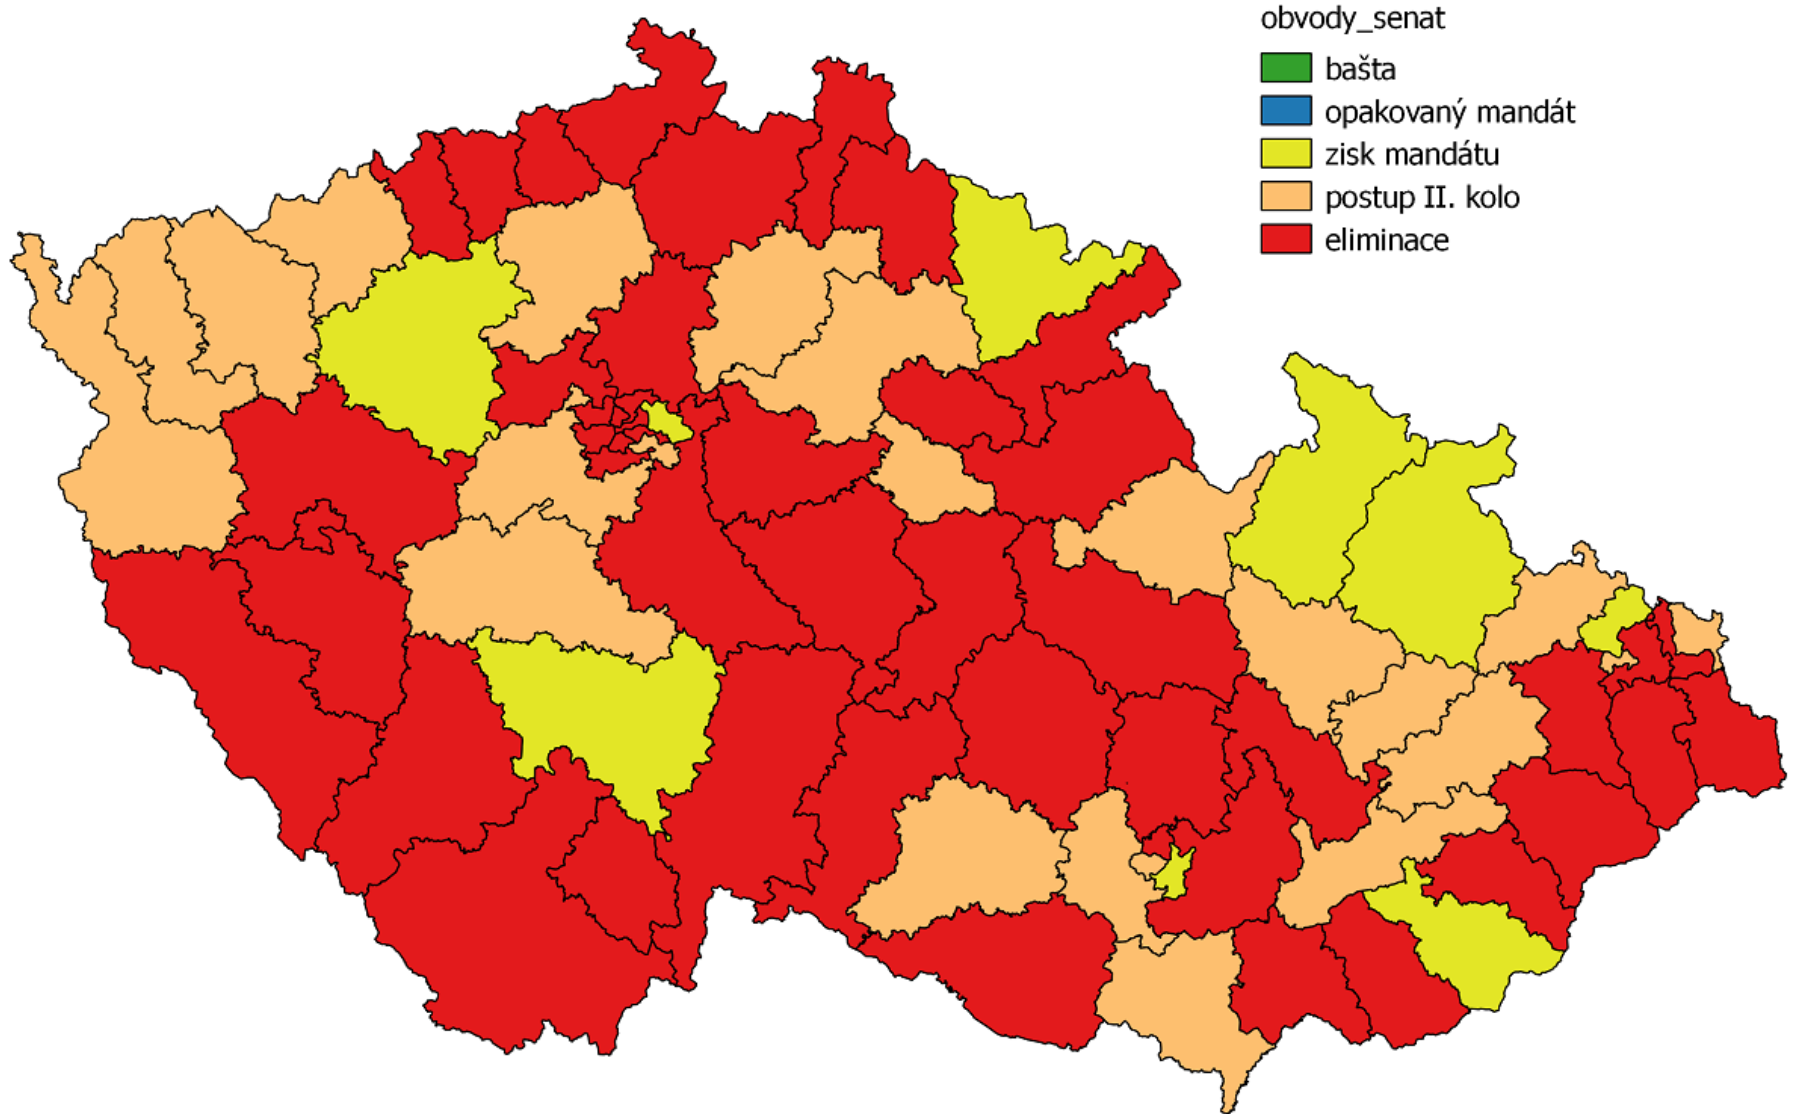 obvody_senat
bašta
opakovaný mandát
zisk mandátu
postup II. kolo
eliminace